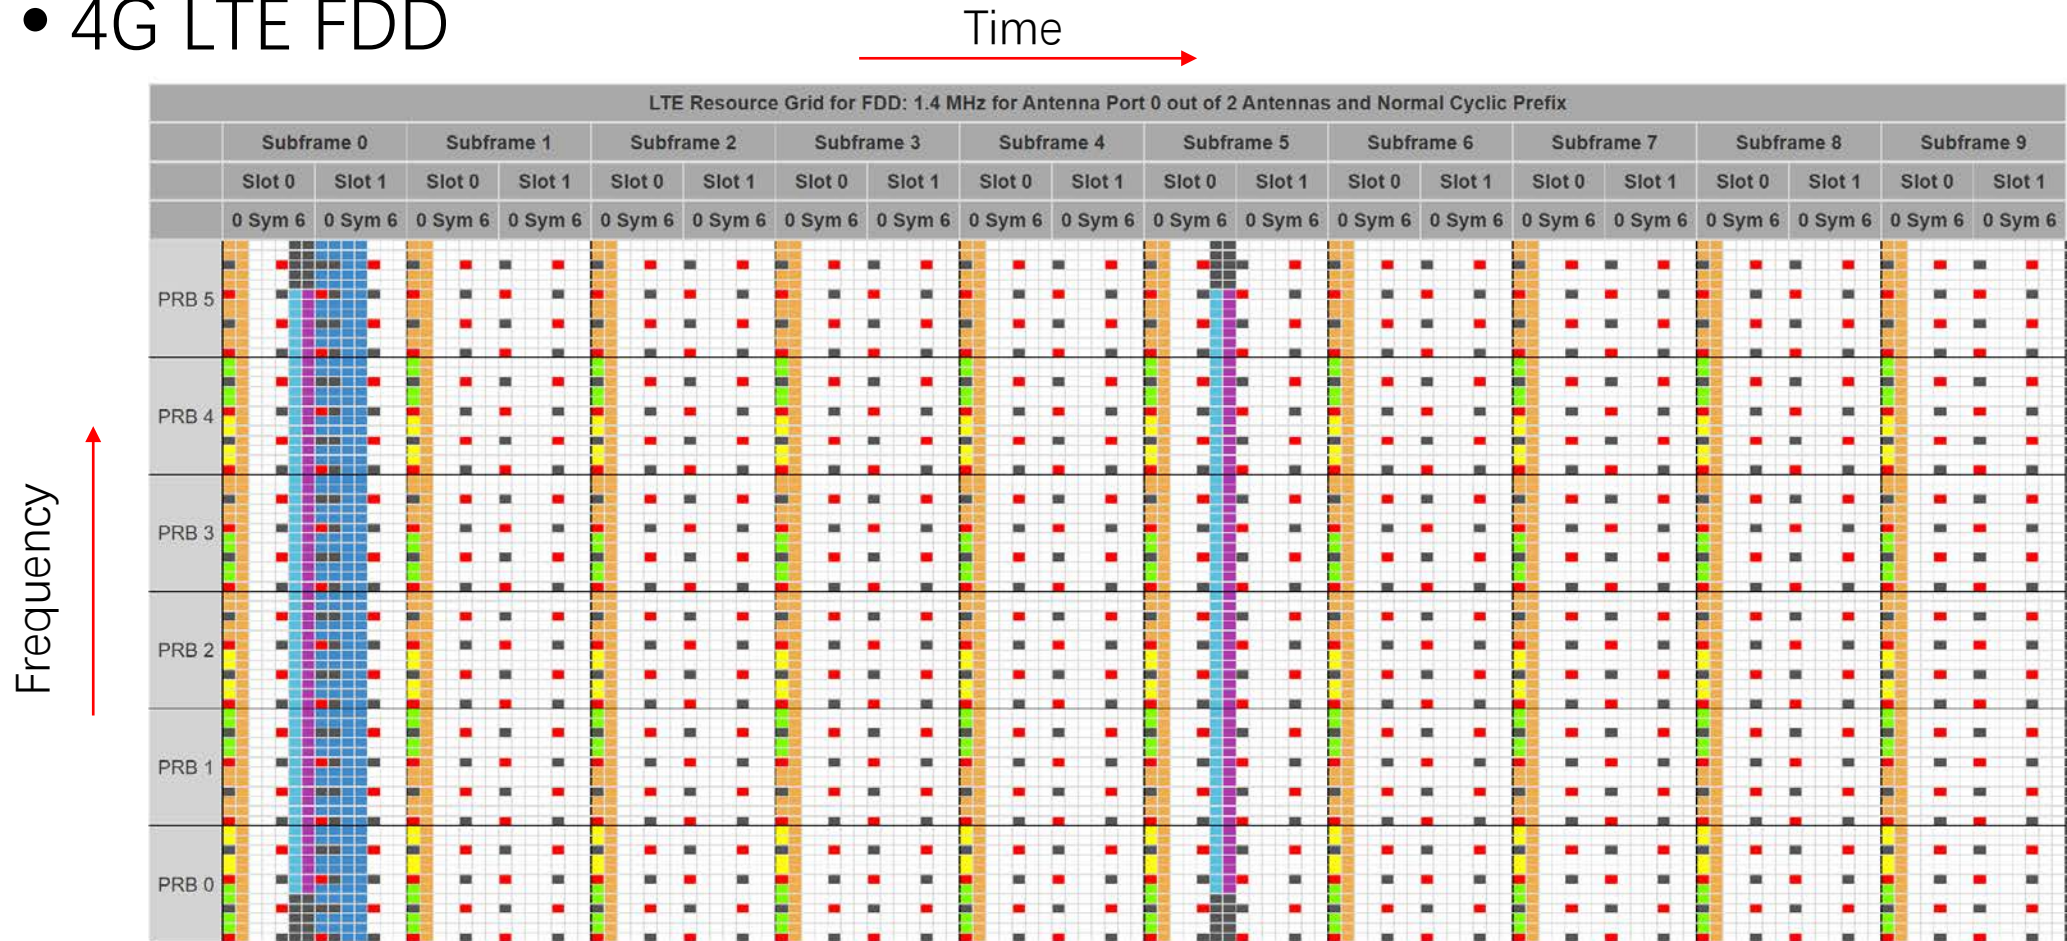 • 4G LTE FDD
Time
LTE Resource Grid for FDD: 1.4 MHz for Antenna Port 0 out of 2 Antennas and Normal Cyclic Prefix
Subframe 0 Subframe 1 Subframe 2 Subframe 3 Subframe 4 Subframe 5 Subframe 6 Subframe 7 Subframe 8 Subframe 9
Slot 0 Slot 1 Slot 0 Slot 1 Slot 0 Slot 1 Slot 0 Slot 1 Slot 0 Slot 1 Slot 0 Slot 1 Slot 0 Slot 1 Slot 0 Slot 1 Slot 0 Slot 1 Slot 0 Slot 1
0 Sym 6 0 Sym 6 0 Sym 6 0 Sym 6 0 Sym 6 0 Sym 6 0 Sym 6 0 Sym 6 0 Sym 6 0 Sym 6 0 Sym 6 0 Sym 6 0 Sym 6 0 Sym 6 0 Sym 6 0 Sym 6 0 Sym 6 0 Sym 6 0 Sym 6 0 Sym 6
PRB 5
PRB 4
PRB 3
PRB 2
PRB 1
PRB 0
Frequency